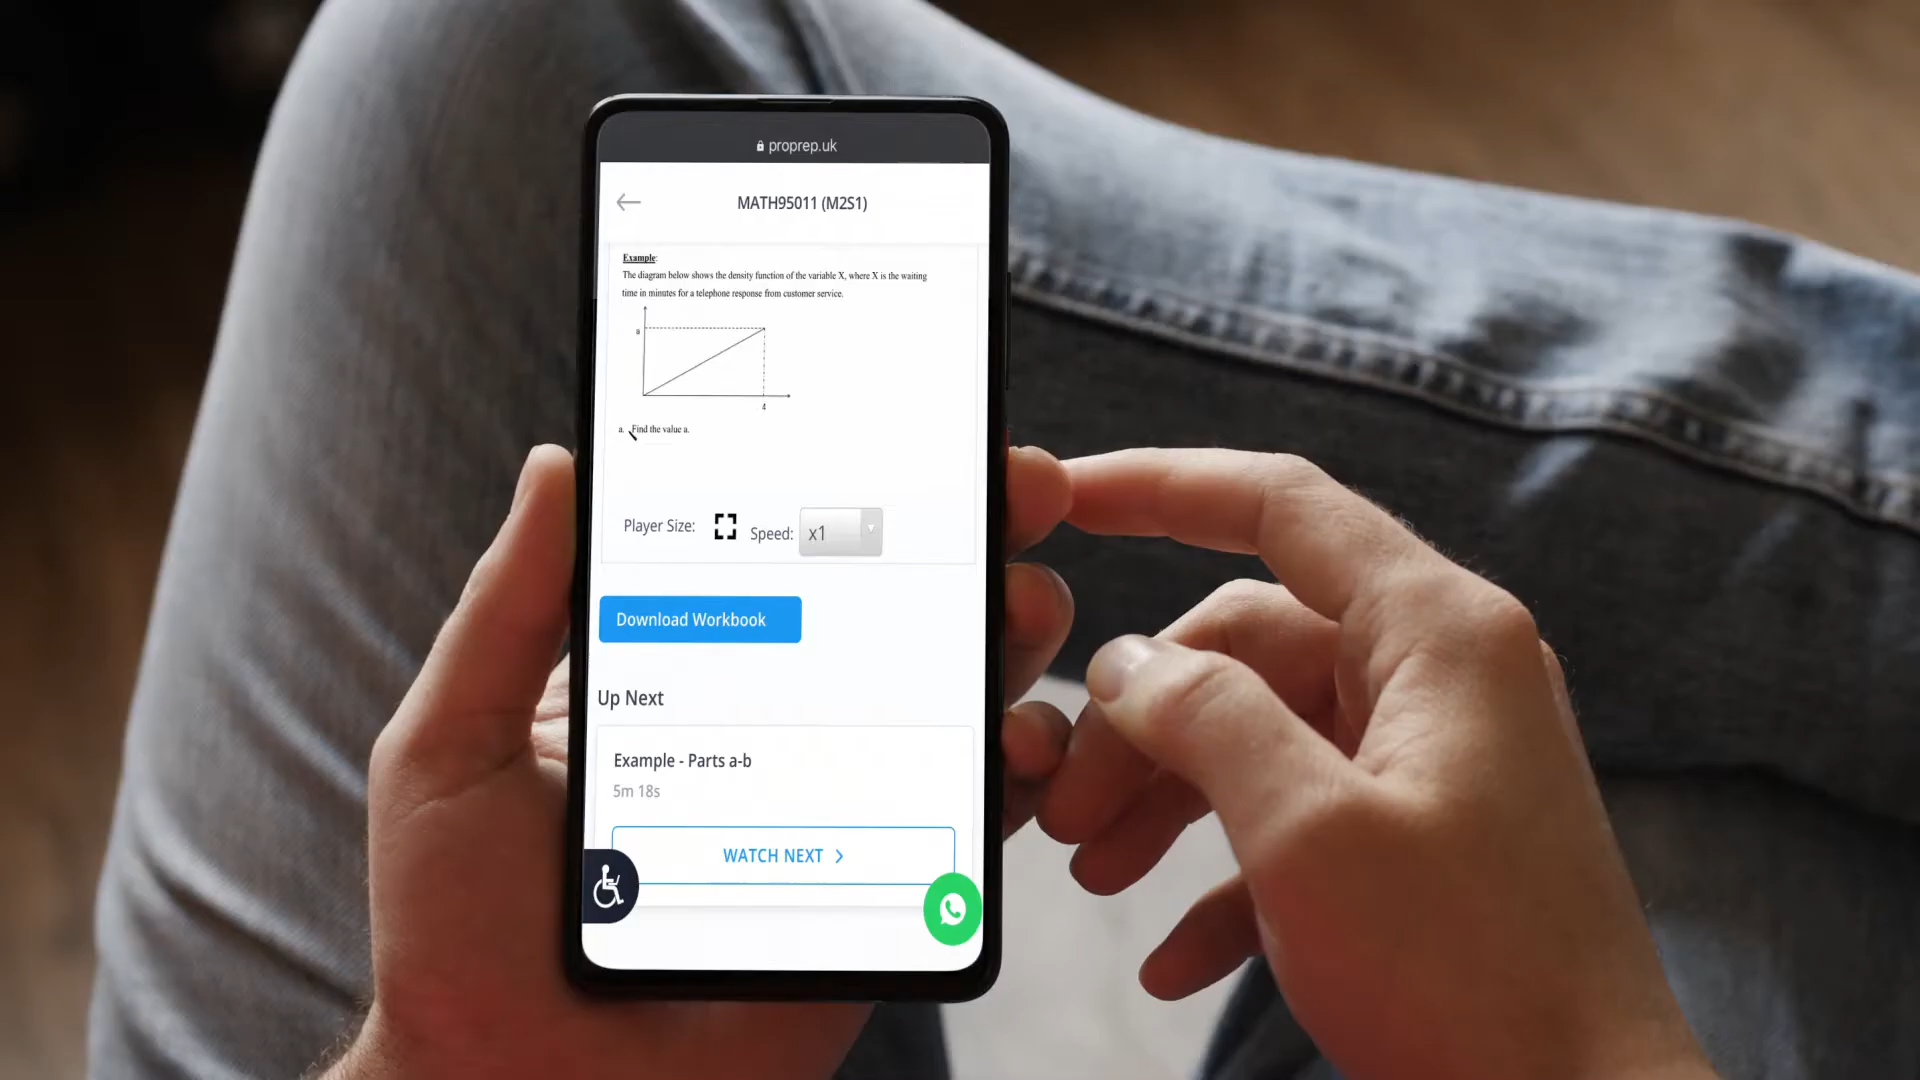 proprep.uk
MATH95011 (M2S1)
Example:
The diagram below shows the density function of the variable X, where X is the waiting
time in minutes for a telephone response from customer service.
a
4
a. Find the value a.
Player Size:
Speed: x1
Download Workbook
Up Next
Example - Parts a-b
5m 18s
WATCH NEXT